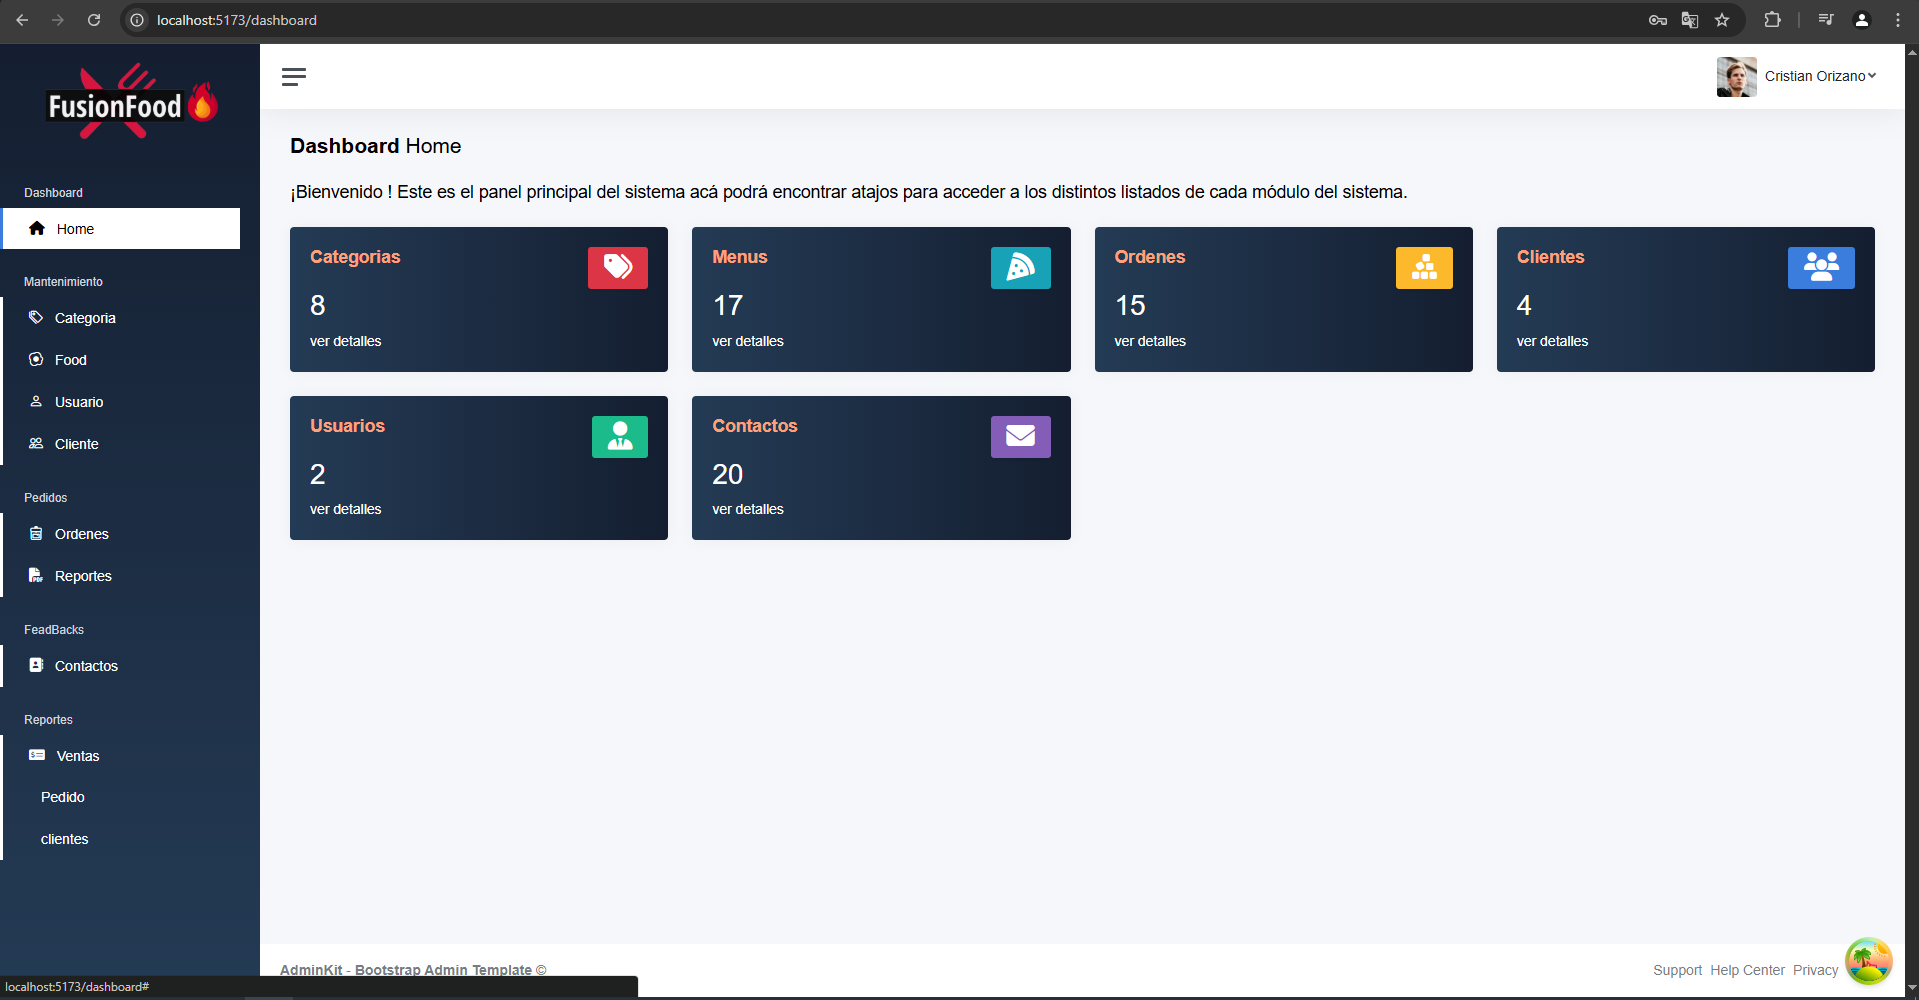 localhost:5173/dashboard
FusionFood
Cristian Orizano
Dashboard
Home
Mantenimiento
Categoria
Food
Usuario
Cliente
Pedidos
Ordenes
Reportes
FeadBacks
Contactos
Reportes
Ventas
Pedido
clientes
Dashboard Home
¡Bienvenido ! Este es el panel principal del sistema acá podrá encontrar atajos para acceder a los distintos listados de cada módulo del sistema.
Categorias
8
ver detalles
Menus
17
ver detalles
Ordenes
15
ver detalles
Clientes
4
ver detalles
Usuarios
2
ver detalles
Contactos
20
ver detalles
AdminKit - Bootstrap Admin Template ©
Support Help Center Privacy
localhost:5173/dashboard#